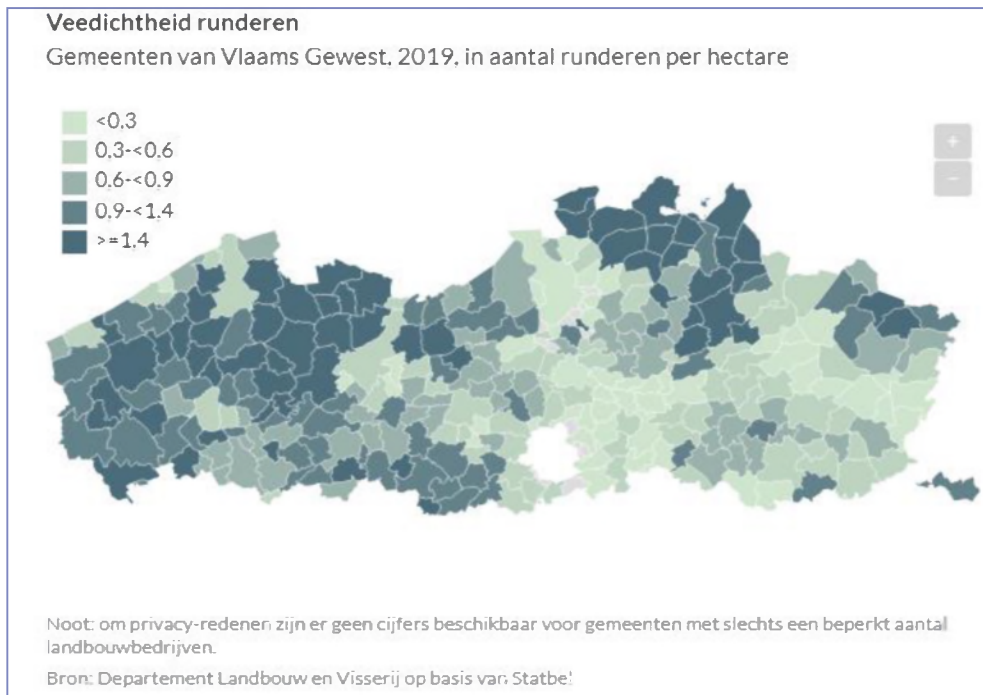 Veedichtheid runderen
Gemeenten van Vlaams Gewest, 2019, in aantal runderen per hectare
<0,3
0,3-<0,6
0,6-<0,9
0,9-<1,4
>=1,4
+
−
Noot: om privacy-redenen zijn er geen cijfers beschikbaar voor gemeenten met slechts een beperkt aantal
landbouwbedrijven.
Bron: Departement Landbouw en Visserij op basis van Statbel